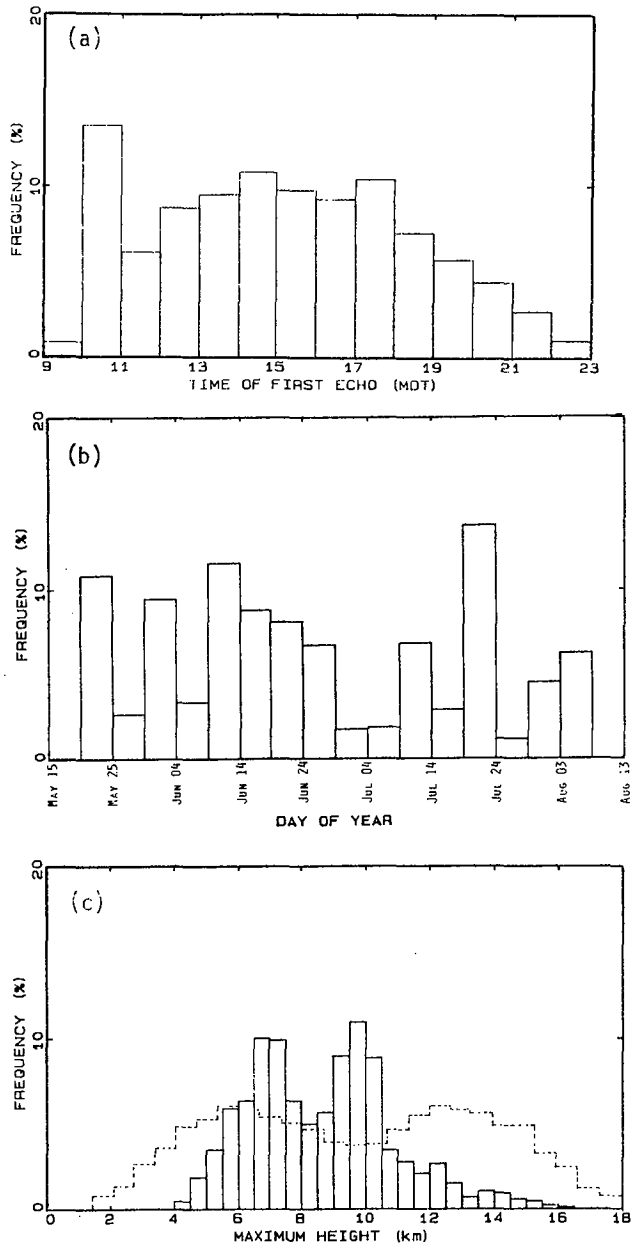 (a)
20
10
0
FREQUENCY (%)
9 11 13 15 17 19 21 23
TIME OF FIRST ECHO (MDT)
(b)
20
10
0
FREQUENCY (%)
MAY 15 MAY 25 JUN 04 JUN 14 JUN 24 JUL 04 JUL 14 JUL 24 AUG 03 AUG 13
DAY OF YEAR
(c)
20
10
0
FREQUENCY (%)
0 2 4 6 8 10 12 14 16 18
MAXIMUM HEIGHT (km)